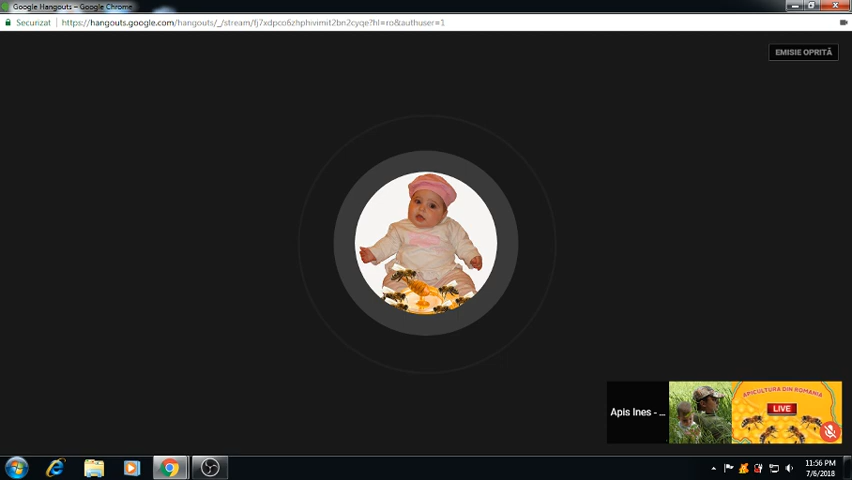 Google Hangouts – Google Chrome
Securizat
https://hangouts.google.com/hangouts/_/stream/fj7xdpco6zhphivimit2bn2cyqe?hl=ro&authuser=1
EMISIE OPRITĂ
Apis Ines - ...
APICULTURA DIN ROMANIA
LIVE
11:56 PM
7/6/2018